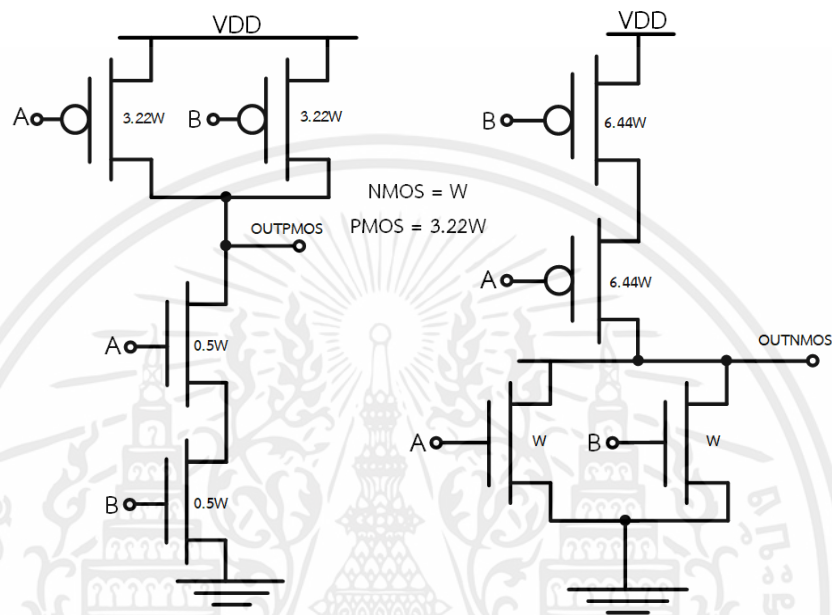 VDD
A
3.22W
B
3.22W
NMOS = W
PMOS = 3.22W
OUTPMOS
A
0.5W
B
0.5W
VDD
B
6.44W
A
6.44W
OUTNMOS
A
W
B
W